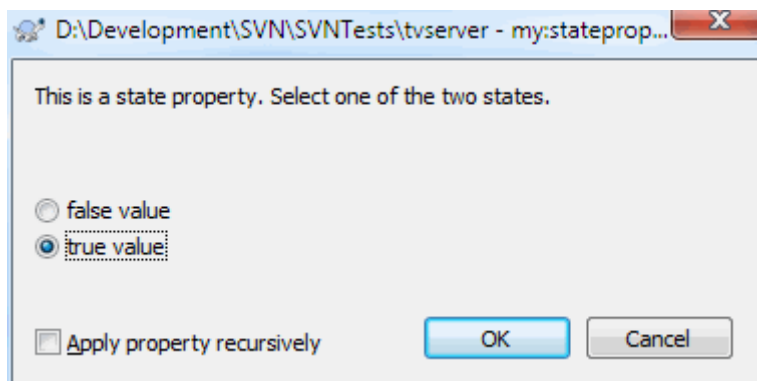 D:\Development\SVN\SVNTests\tvserver - my:stateprop...
This is a state property. Select one of the two states.
false value
true value
Apply property recursively
OK
Cancel